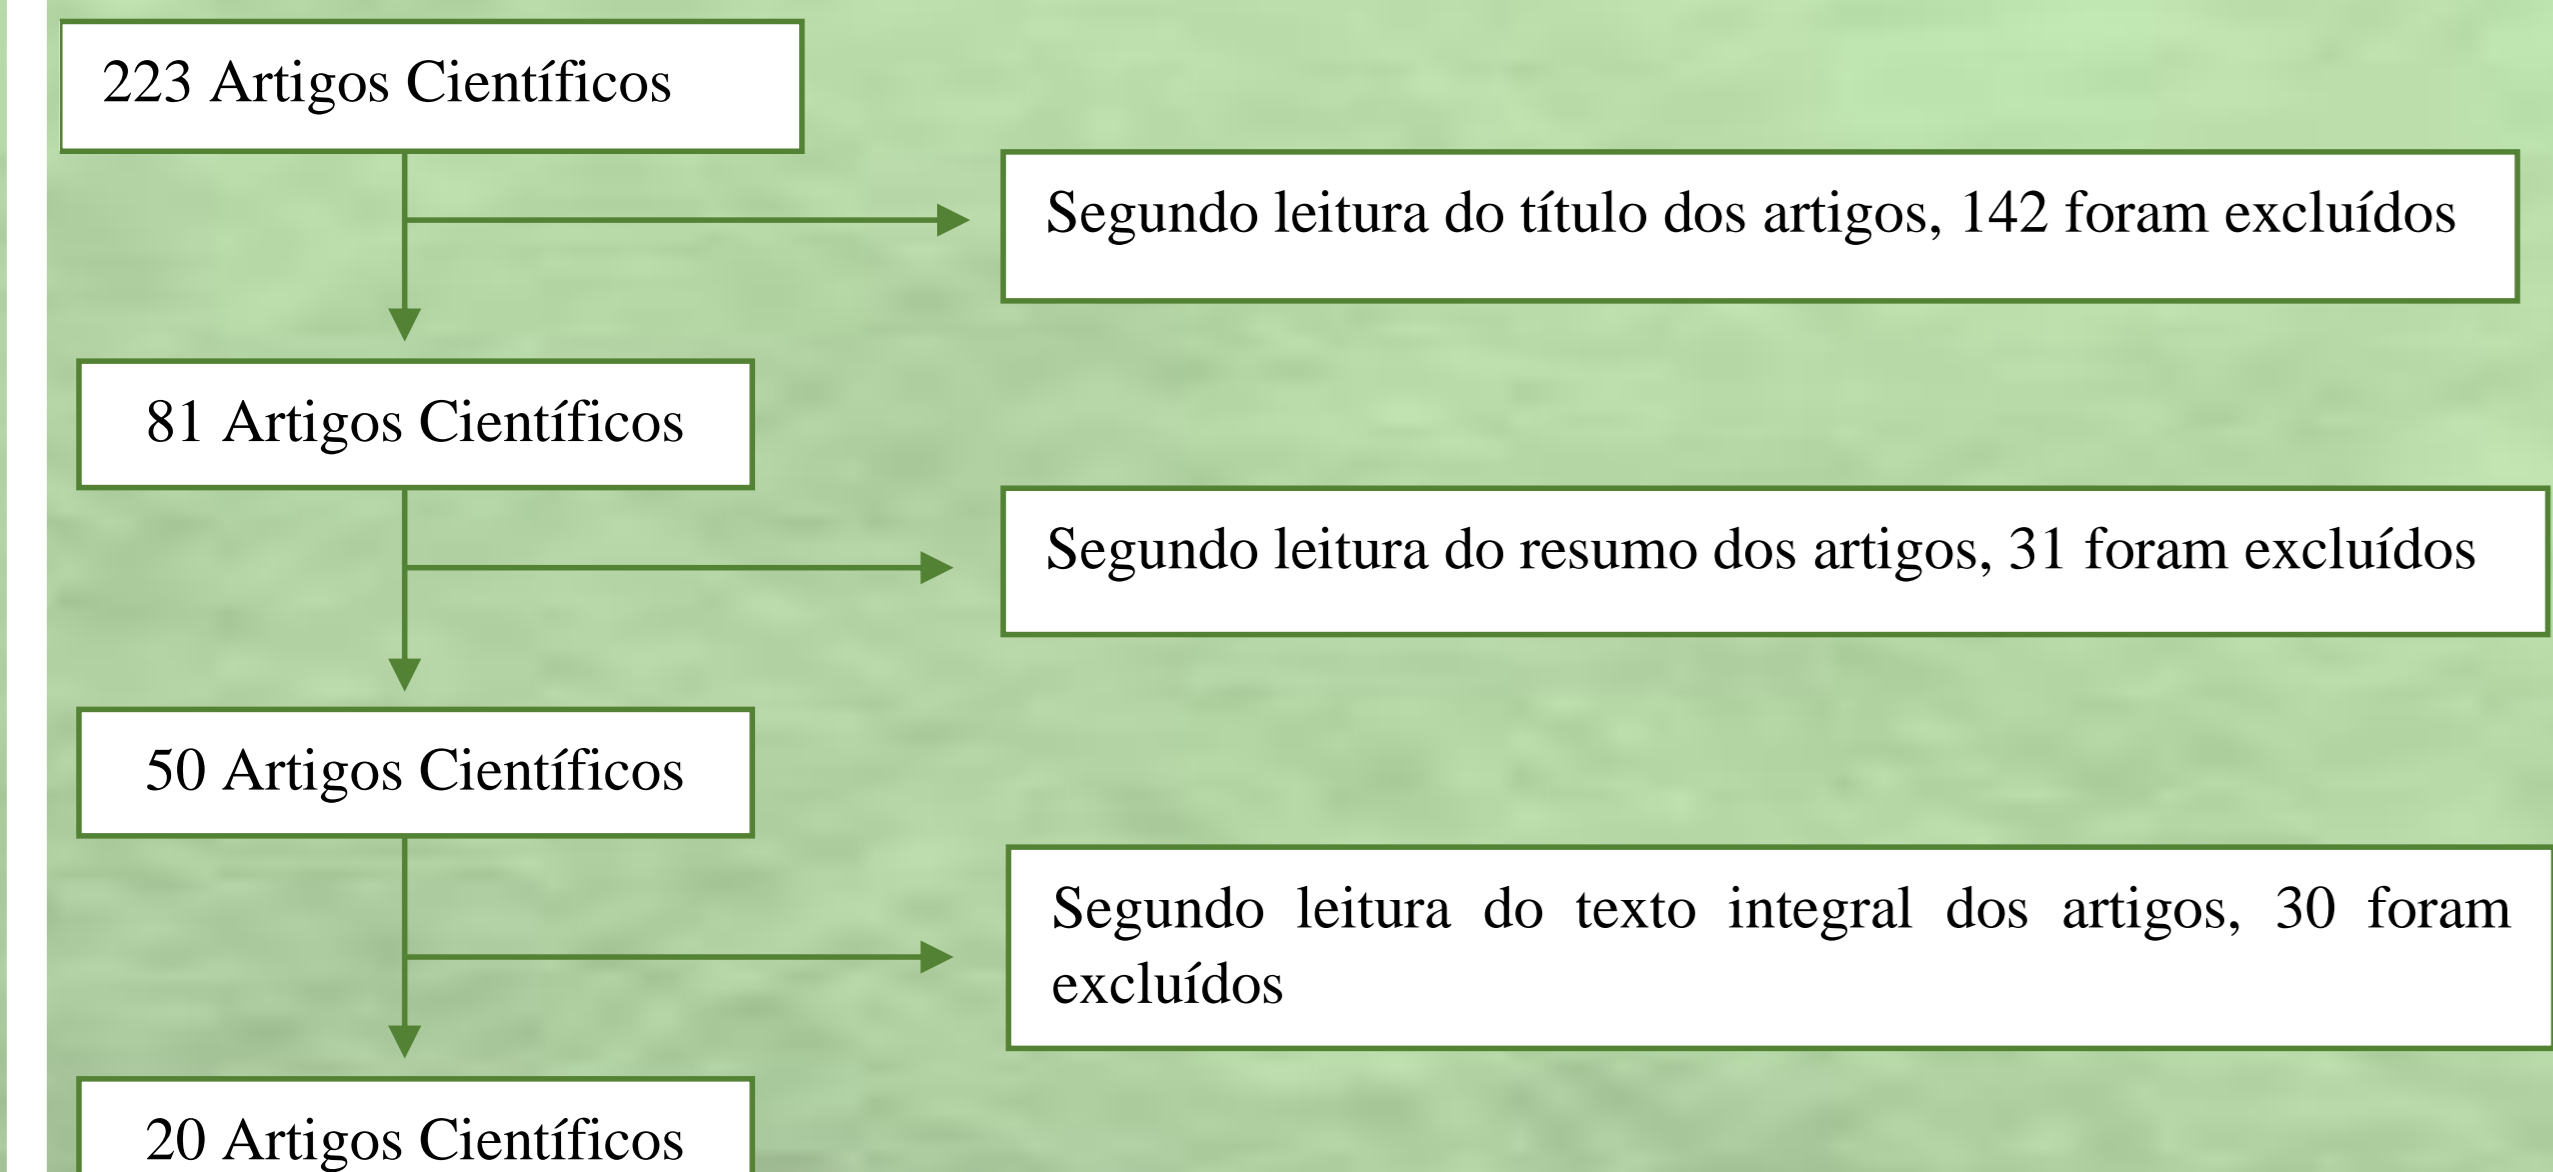 223 Artigos Científicos
Segundo leitura do título dos artigos, 142 foram excluídos
81 Artigos Científicos
Segundo leitura do resumo dos artigos, 31 foram excluídos
50 Artigos Científicos
Segundo leitura do texto integral dos artigos, 30 foram
excluídos
20 Artigos Científicos